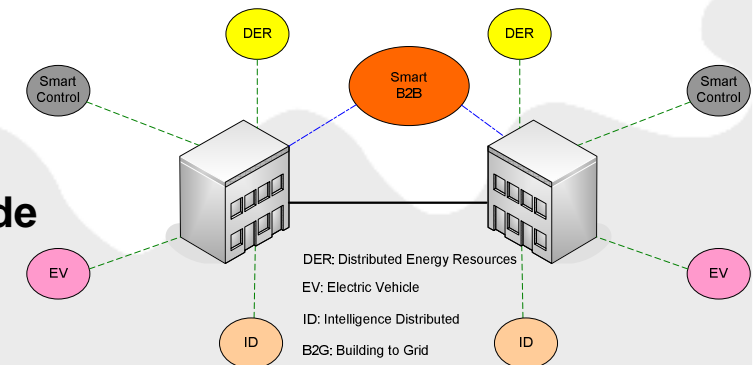 DER
DER
Smart
B2B
Smart
Control
Smart
Control
de
EV
EV
DER: Distributed Energy Resources
EV: Electric Vehicle
ID: Intelligence Distributed
B2G: Building to Grid
ID
ID